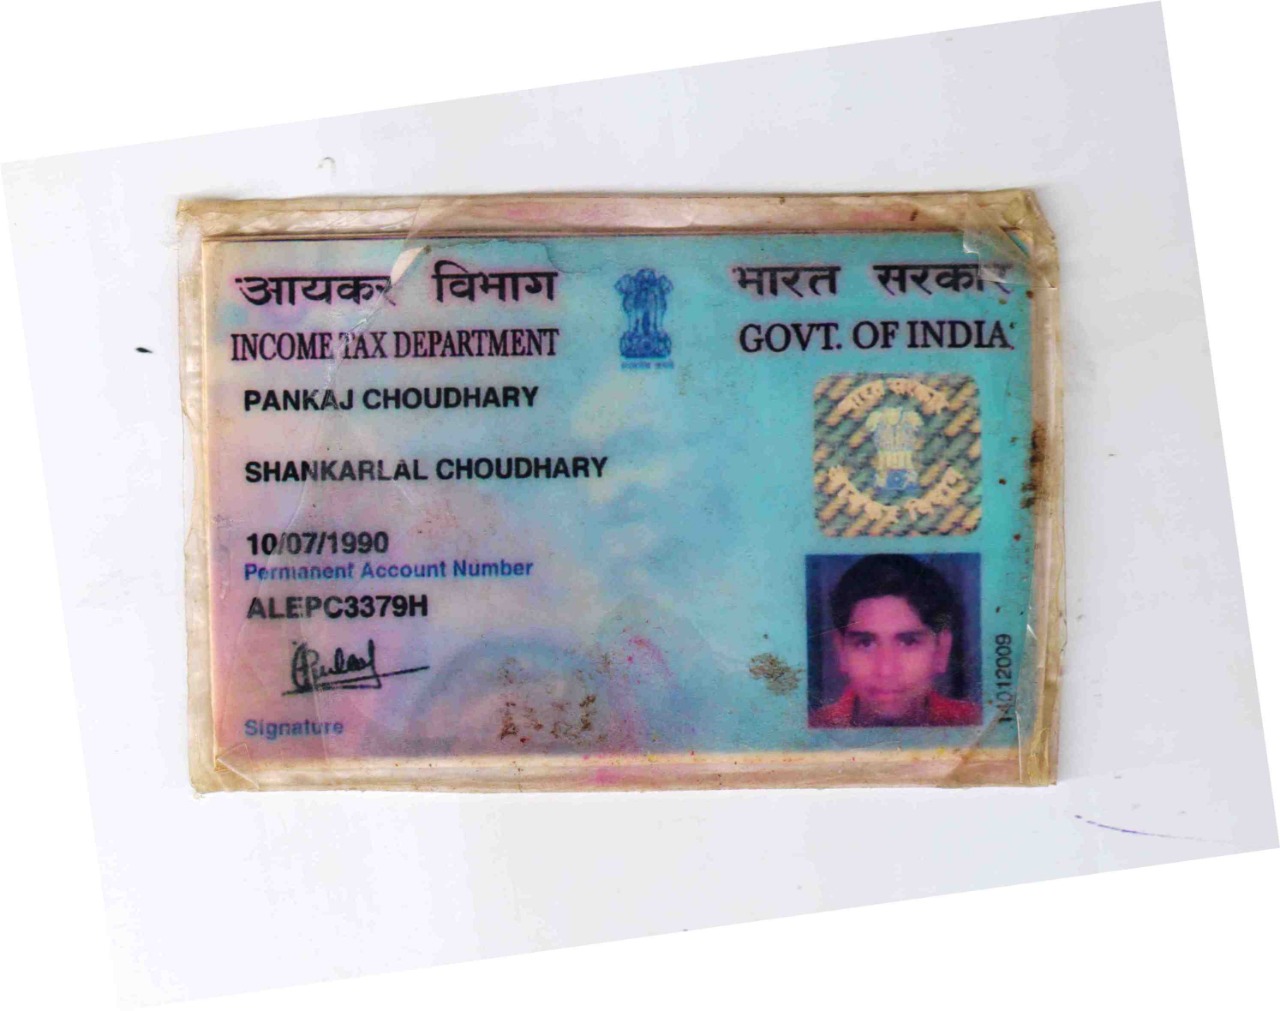 आयकर विभाग
INCOME TAX DEPARTMENT
भारत सरकार
GOVT. OF INDIA
PANKAJ CHOUDHARY
SHANKARLAL CHOUDHARY
10/07/1990
Permanent Account Number
ALEPC3379H
Signature